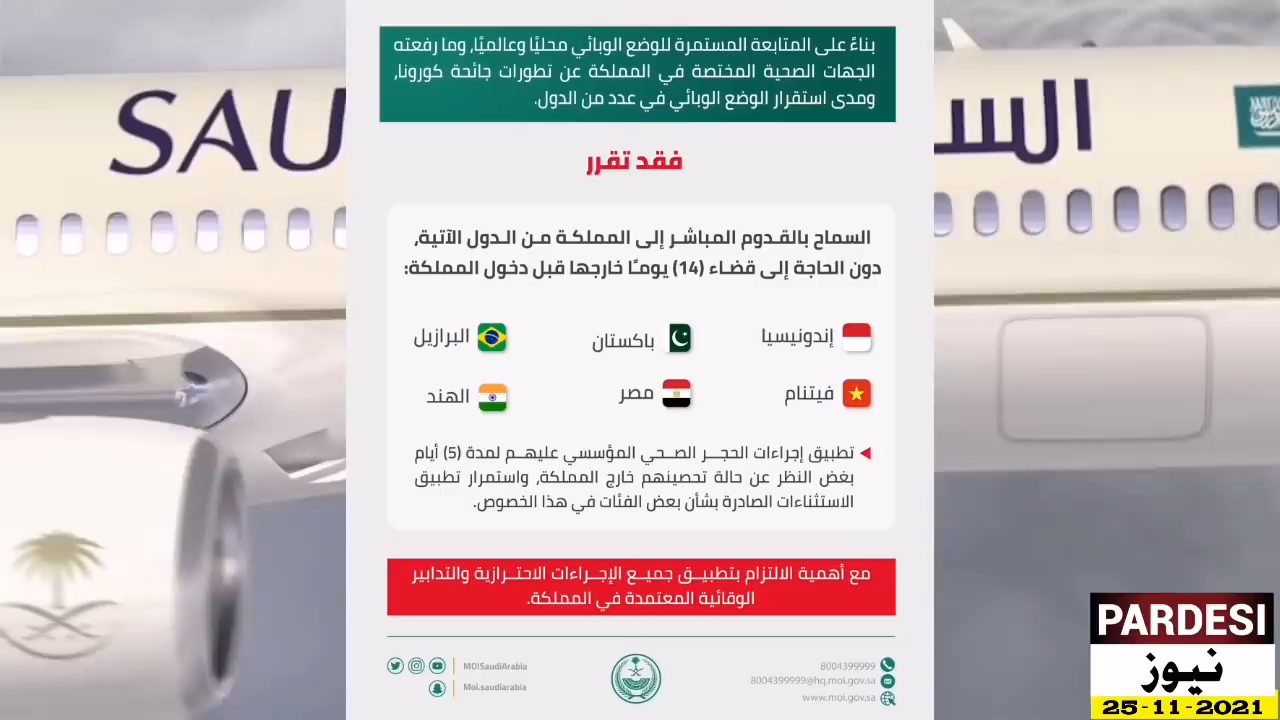 بناءً على المتابعة المستمرة للوضع الوبائي محليًا وعالميًا، وما رفعته
الجهات الصحية المختصة في المملكة عن تطورات جائحة كورونا،
ومدى استقرار الوضع الوبائي في عدد من الدول.
SAU
الس
فقد تقرر
السماح بالقدوم المباشر إلى المملكة من الدول الآتية،
دون الحاجة إلى قضاء (14) يومًا خارجها قبل دخول المملكة:
إندونيسيا
باكستان
البرازيل
فيتنام
مصر
الهند
تطبيق إجراءات الحجر الصحي المؤسسي عليهم لمدة (5) أيام
بغض النظر عن حالة تحصينهم خارج المملكة، واستمرار تطبيق
الاستثناءات الصادرة بشأن بعض الفئات في هذا الخصوص.
مع أهمية الالتزام بتطبيق جميع الإجراءات الاحترازية والتدابير
الوقائية المعتمدة في المملكة.
MOISaudiArabia
Moi.saudiarabia
8004399999
8004399999@hq.moi.gov.sa
www.moi.gov.sa
PARDESI
نیوز
25-11-2021